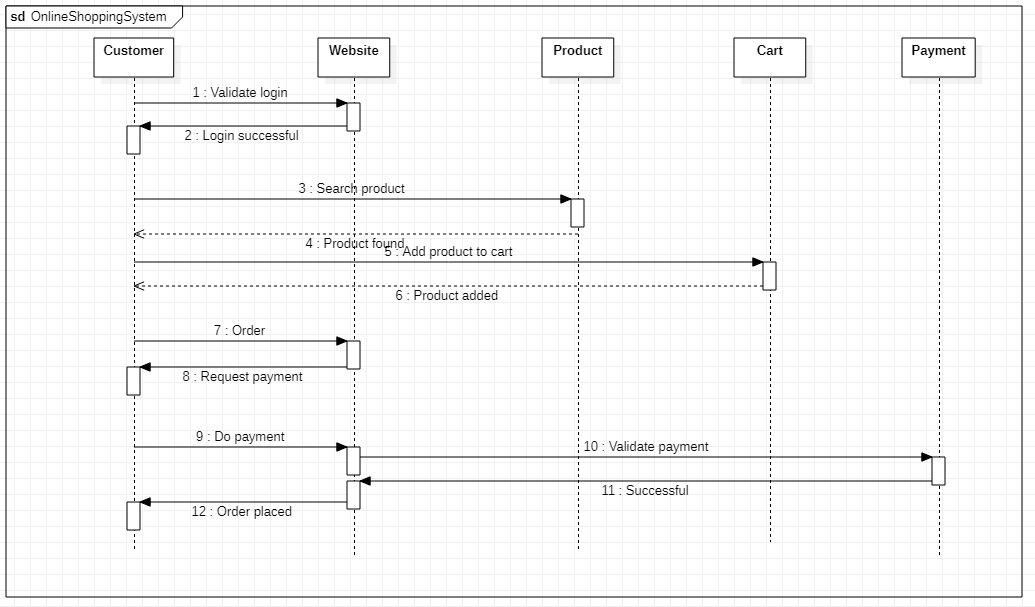 sd OnlineShoppingSystem
Customer Website Product Cart Payment
1 : Validate login
2 : Login successful
3 : Search product
4 : Product found
5 : Add product to cart
6 : Product added
7 : Order
8 : Request payment
9 : Do payment
10 : Validate payment
11 : Successful
12 : Order placed